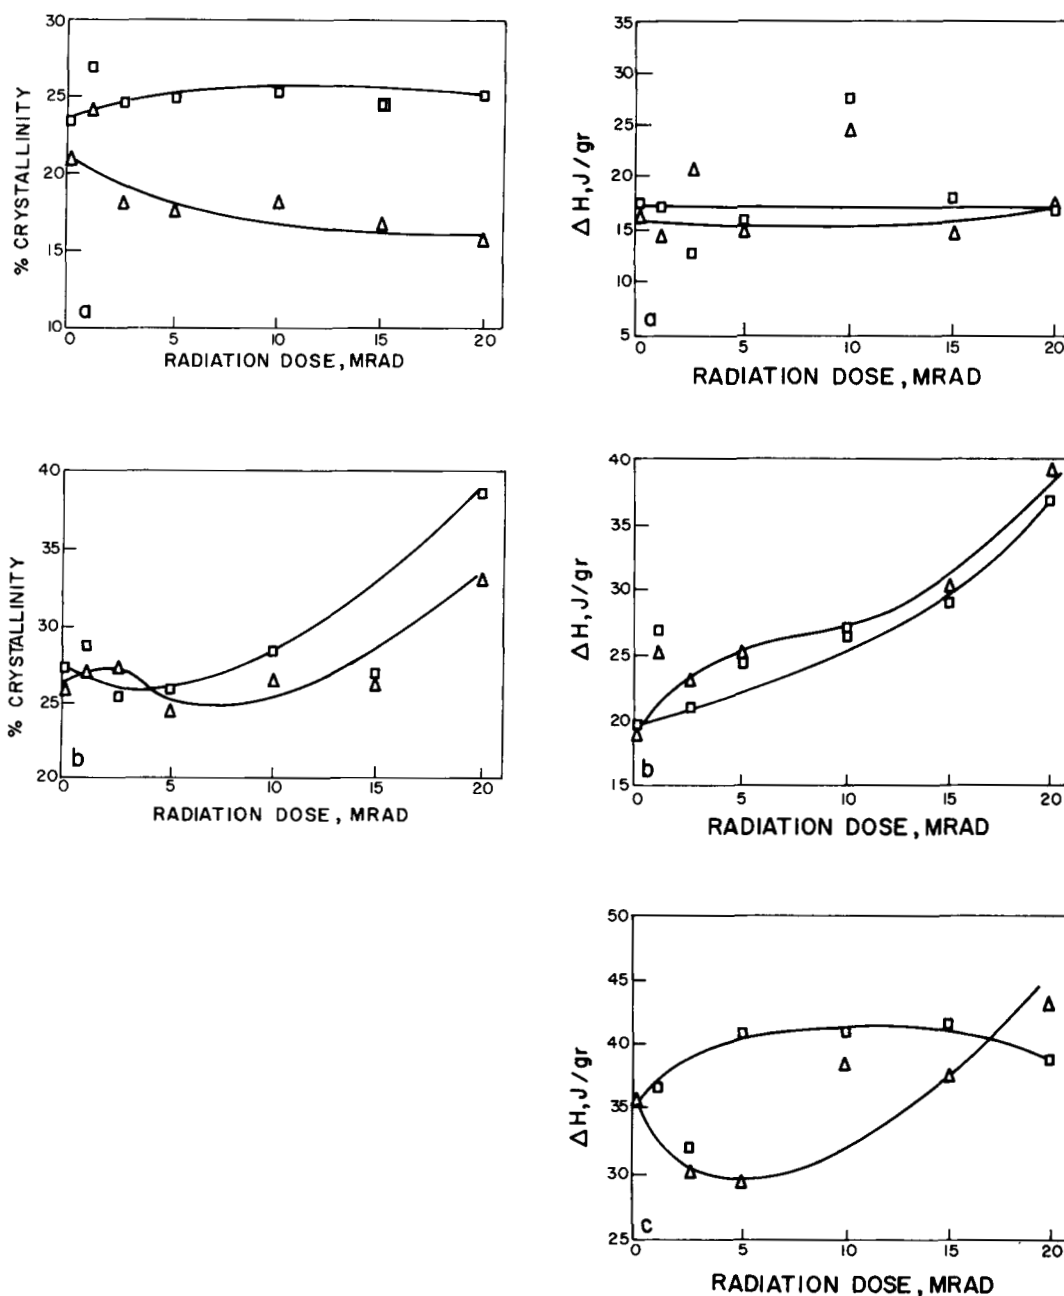 30
25
20
15
10
% CRYSTALLINITY
a
0 5 10 15 20
RADIATION DOSE, MRAD
35
30
25
20
15
10
5
ΔH, J/gr
a
0 5 10 15 20
RADIATION DOSE, MRAD
40
35
30
25
20
% CRYSTALLINITY
b
0 5 10 15 20
RADIATION DOSE, MRAD
40
35
30
25
20
15
ΔH, J/gr
b
0 5 10 15 20
RADIATION DOSE, MRAD
50
45
40
35
30
25
ΔH, J/gr
c
0 5 10 15 20
RADIATION DOSE, MRAD